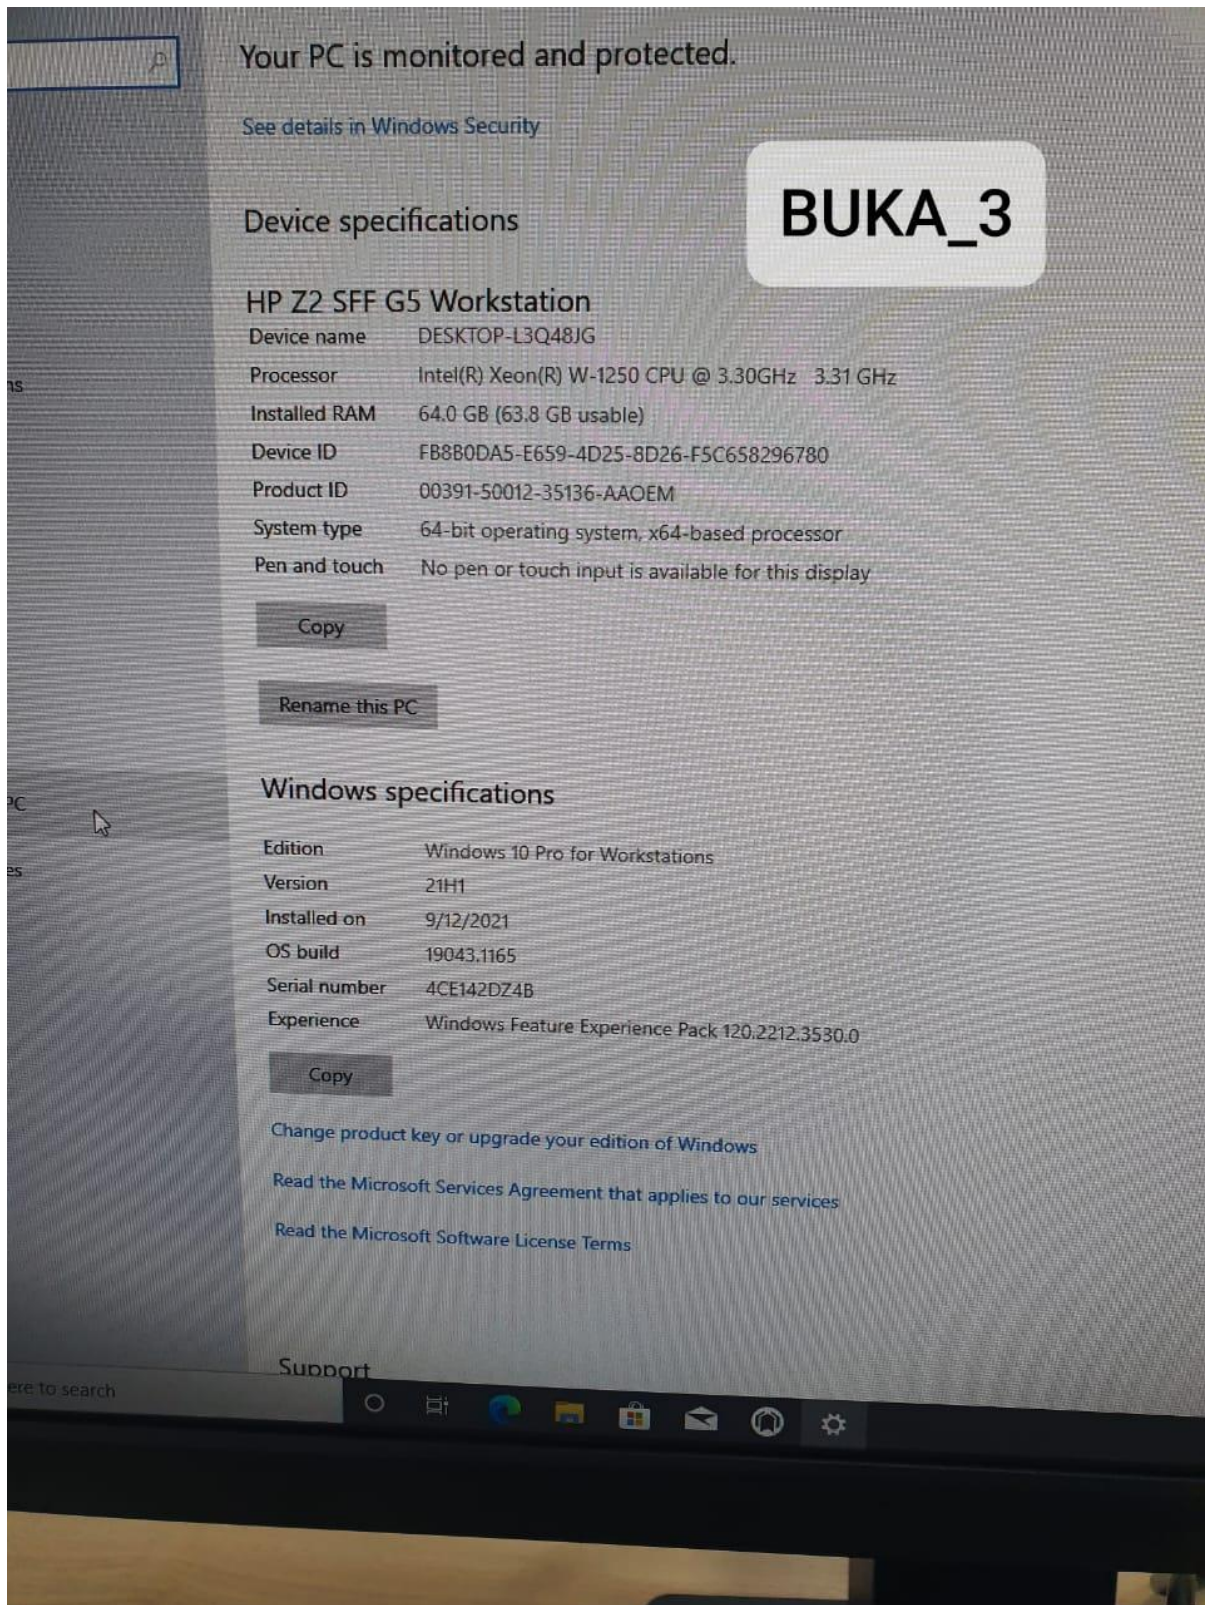 Your PC is monitored and protected.
See details in Windows Security
BUKA_3
Device specifications
HP Z2 SFF G5 Workstation
Device name DESKTOP-L3Q48JG
Processor Intel(R) Xeon(R) W-1250 CPU @ 3.30GHz 3.31 GHz
ns
Installed RAM 64.0 GB (63.8 GB usable)
Device ID FB8B0DA5-E659-4D25-8D26-F5C658296780
Product ID 00391-50012-35136-AAOEM
System type 64-bit operating system, x64-based processor
Pen and touch No pen or touch input is available for this display
Copy
Rename this PC
Windows specifications
PC
Edition Windows 10 Pro for Workstations
es
Version 21H1
Installed on 9/12/2021
OS build 19043.1165
Serial number 4CE142DZ4B
Experience Windows Feature Experience Pack 120.2212.3530.0
Copy
Change product key or upgrade your edition of Windows
Read the Microsoft Services Agreement that applies to our services
Read the Microsoft Software License Terms
Support
ere to search